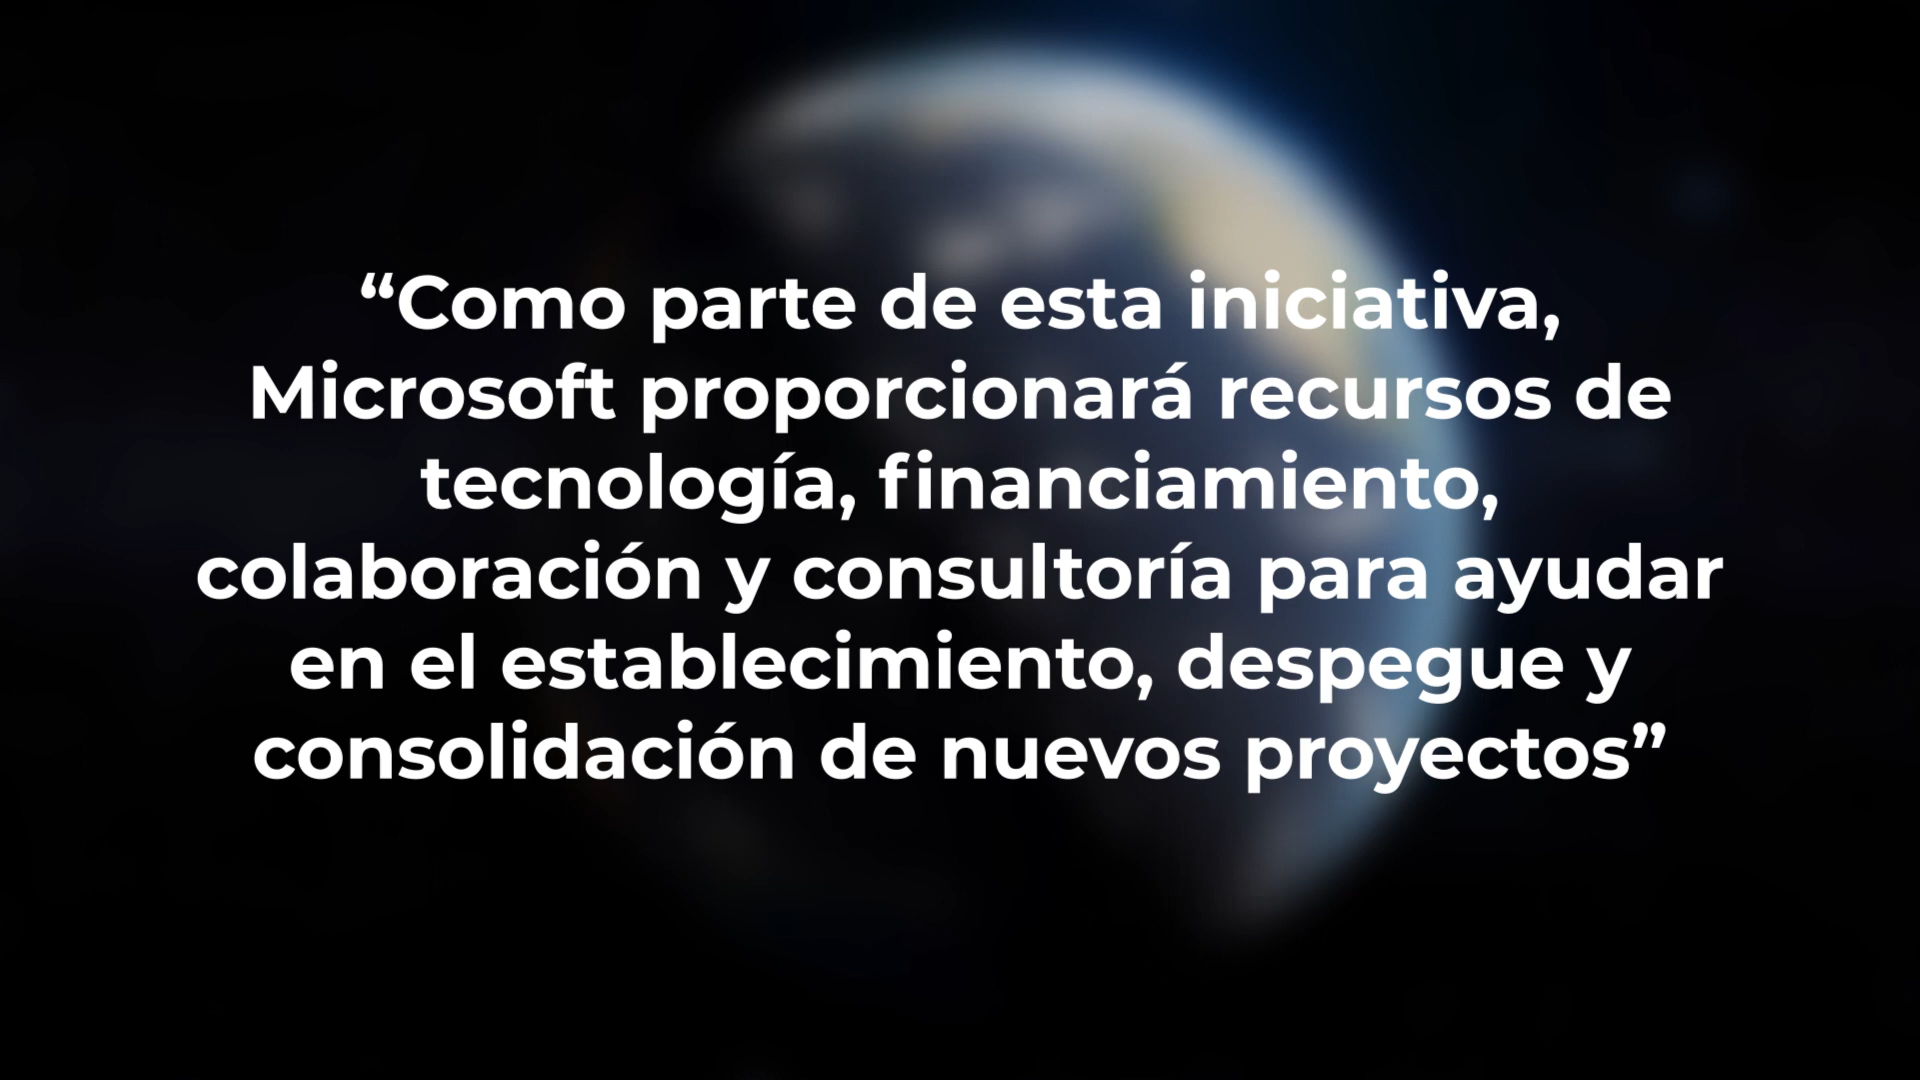 “Como parte de esta iniciativa,
Microsoft proporcionará recursos de
tecnología, financiamiento,
colaboración y consultoría para ayudar
en el establecimiento, despegue y
consolidación de nuevos proyectos”